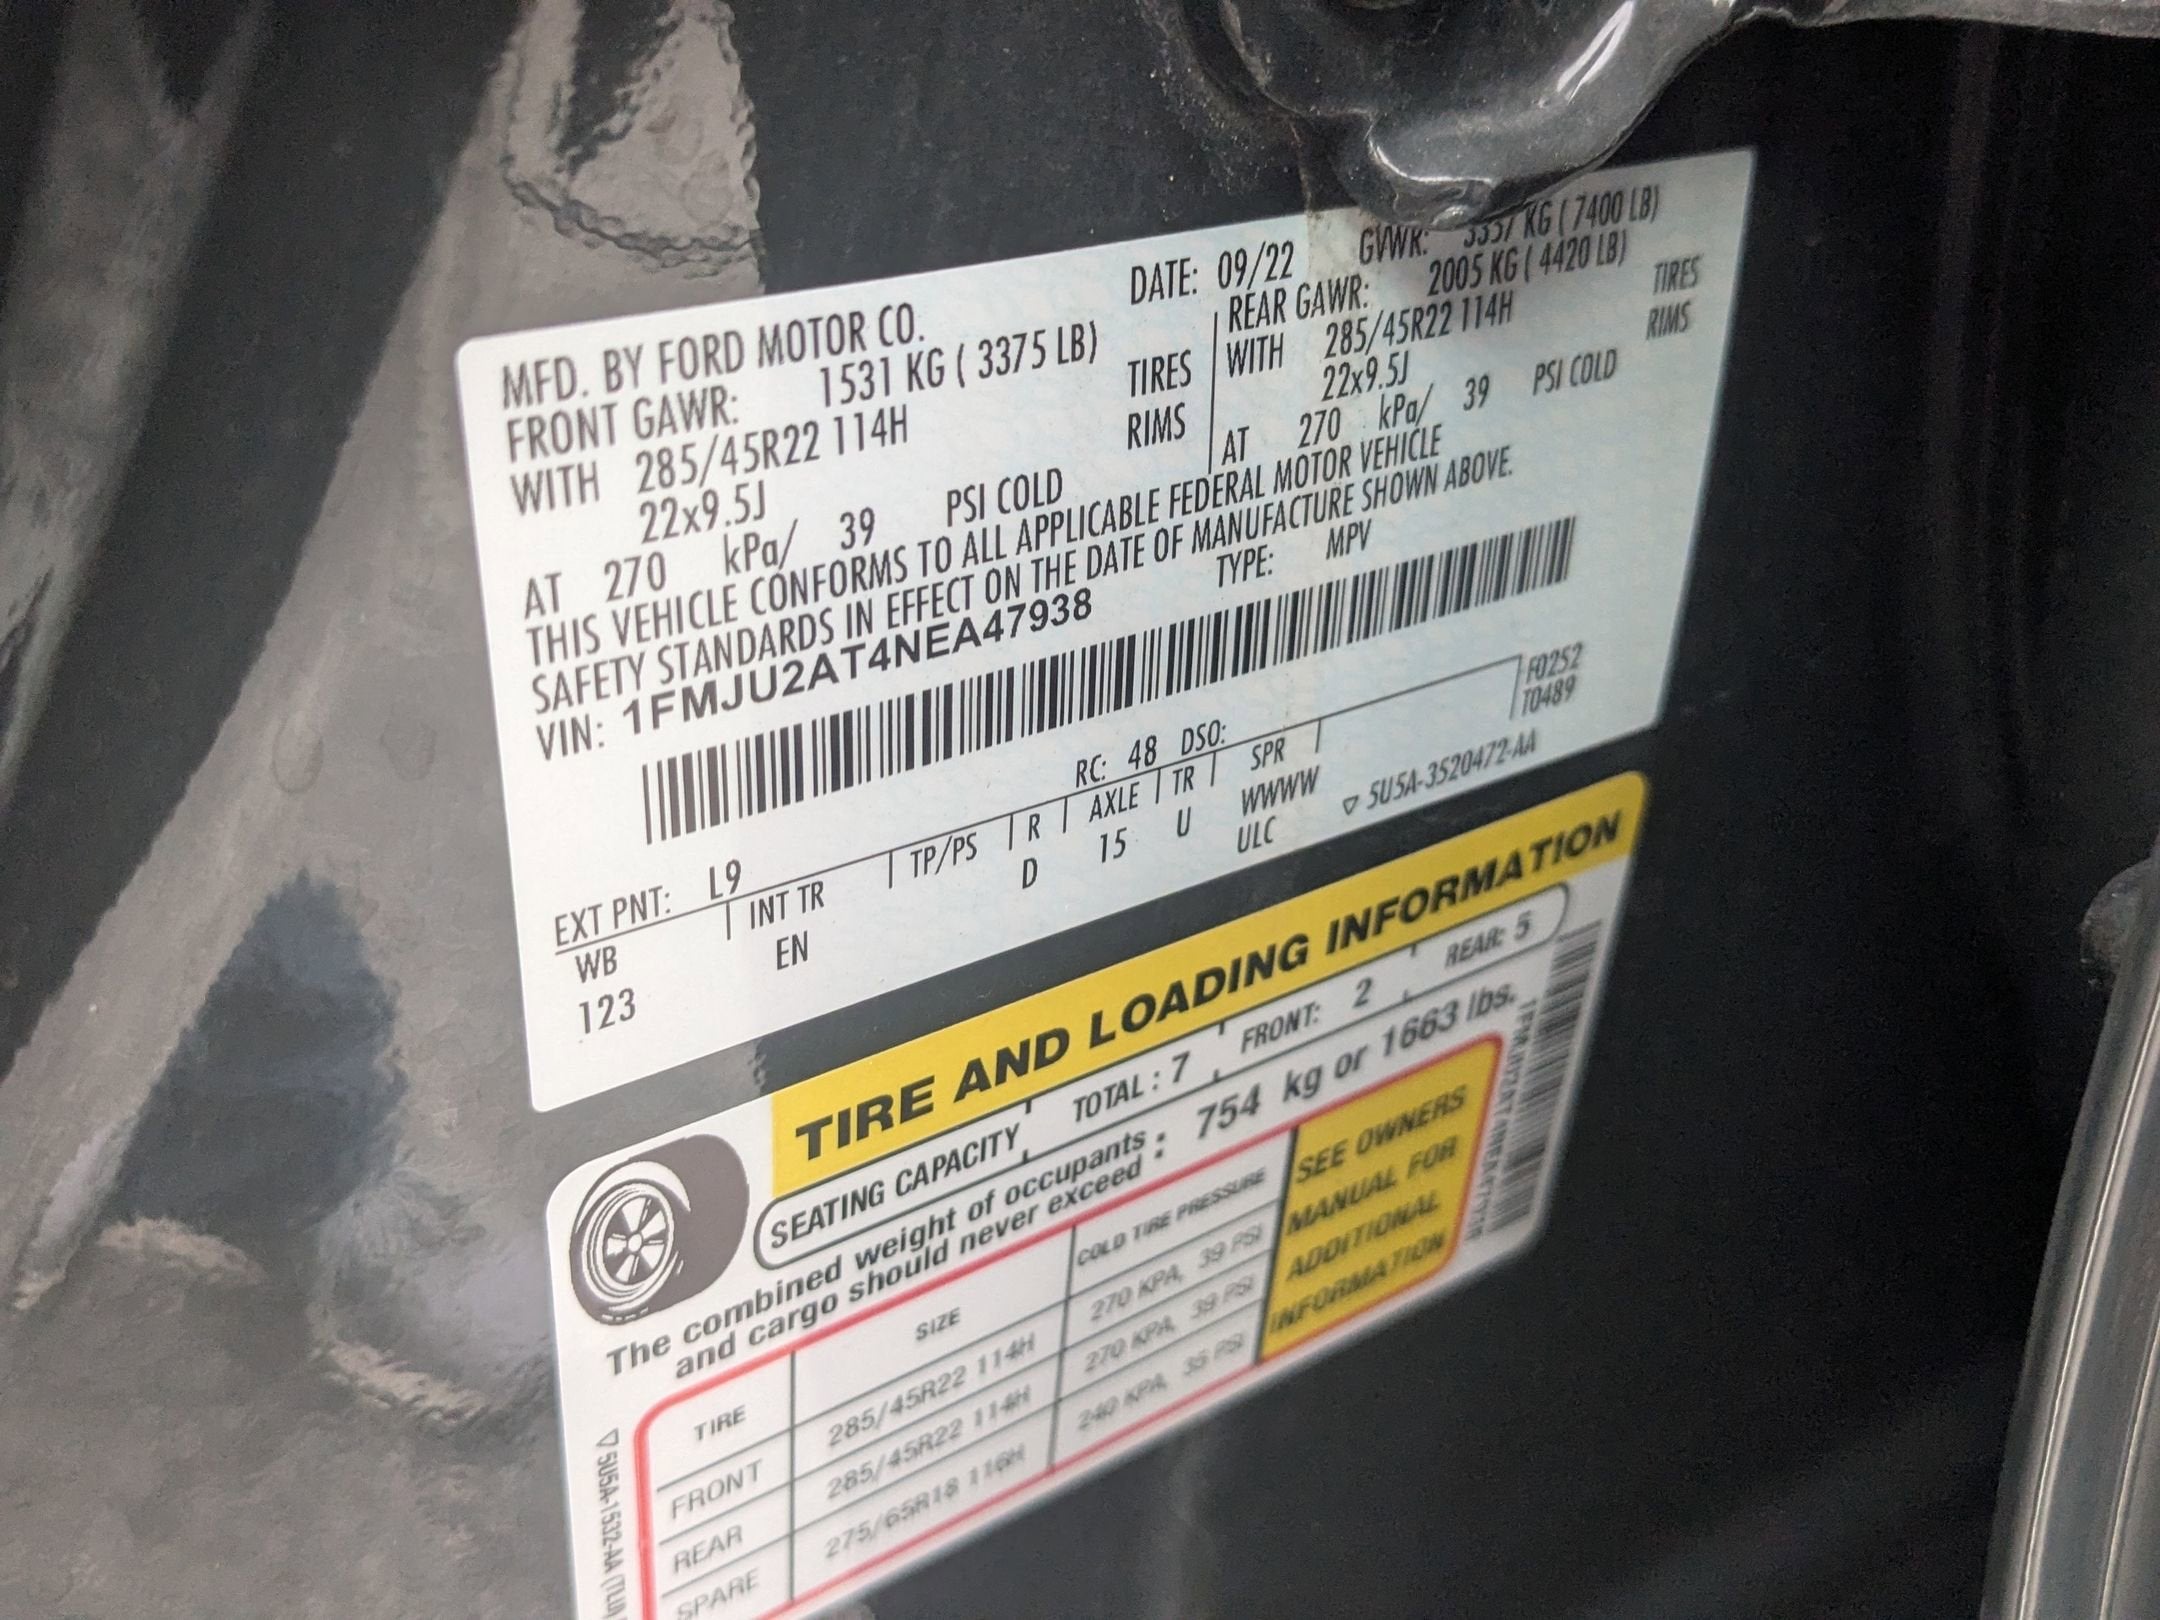 MFD. BY FORD MOTOR CO. DATE: 09/22 GVWR: 3357 KG ( 7400 LB)
FRONT GAWR: 1531 KG ( 3375 LB) REAR GAWR: 2005 KG ( 4420 LB)
WITH 285/45R22 114H TIRES WITH 285/45R22 114H TIRES
22x9.5J RIMS 22x9.5J RIMS
AT 270 kPa/ 39 PSI COLD AT 270 kPa/ 39 PSI COLD
THIS VEHICLE CONFORMS TO ALL APPLICABLE FEDERAL MOTOR VEHICLE
SAFETY STANDARDS IN EFFECT ON THE DATE OF MANUFACTURE SHOWN ABOVE.
VIN: 1FMJU2AT4NEA47938 TYPE: MPV
F0252
T0489
EXT PNT: L9 RC: 48 DSO:
WB INT TR TP/PS R AXLE TR SPR
123 EN D 15 U WWWW
ULC
▽ 5U5A-3520472-AA
TIRE AND LOADING INFORMATION
SEATING CAPACITY TOTAL : 7 FRONT: 2 REAR: 5
The combined weight of occupants and cargo should never exceed : 754 kg or 1663 lbs.
TIRE SIZE COLD TIRE PRESSURE
FRONT 285/45R22 114H 270 KPA, 39 PSI
REAR 285/45R22 114H 270 KPA, 39 PSI
SPARE 275/65R18 116H 240 KPA, 35 PSI
SEE OWNERS
MANUAL FOR
ADDITIONAL
INFORMATION
▽ 5U5A-1532-AA (TLU)